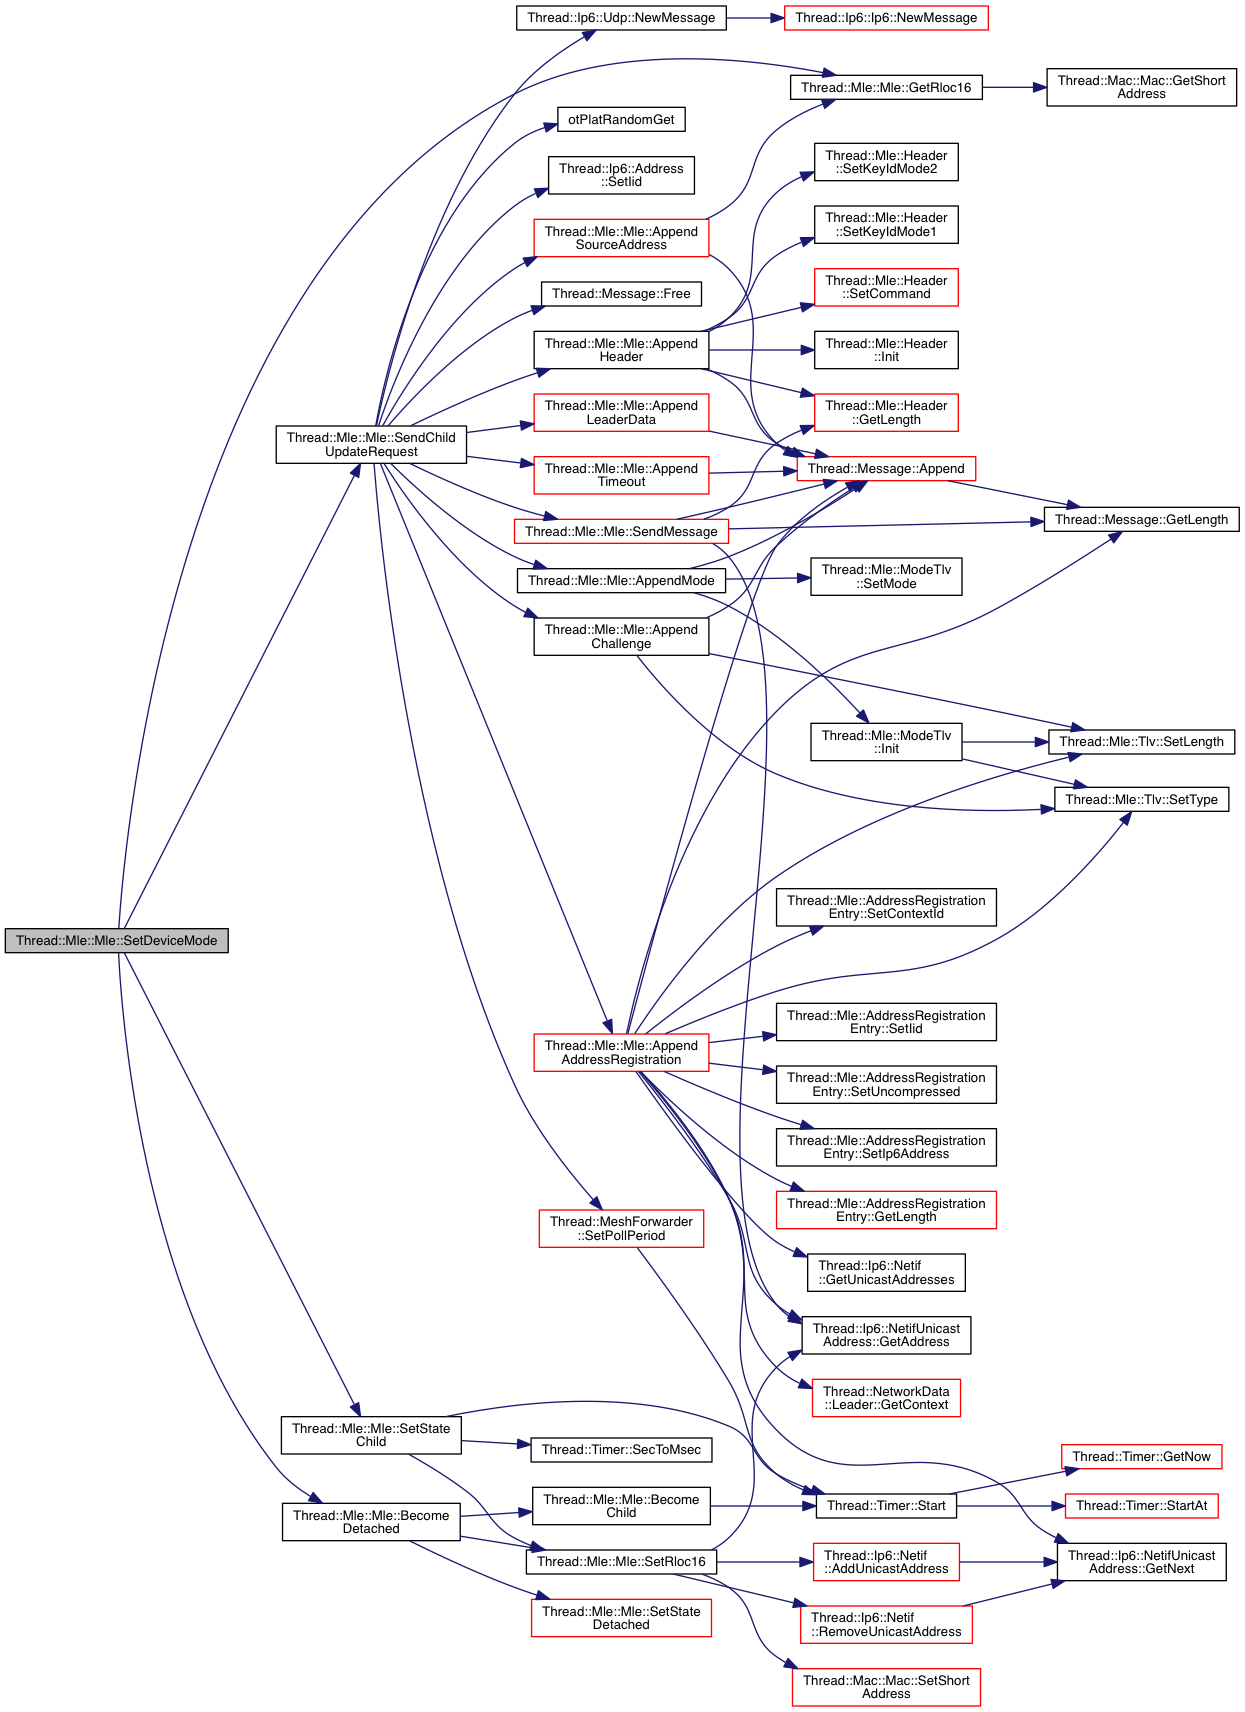 Thread::Ip6::Udp::NewMessage
Thread::Ip6::Ip6::NewMessage
Thread::Mle::Mle::GetRloc16
Thread::Mac::Mac::GetShort
Address
otPlatRandomGet
Thread::Mle::Header
::SetKeyIdMode2
Thread::Ip6::Address
::SetIid
Thread::Mle::Header
::SetKeyIdMode1
Thread::Mle::Mle::Append
SourceAddress
Thread::Message::Free
Thread::Mle::Header
::SetCommand
Thread::Mle::Mle::Append
Header
Thread::Mle::Header
::Init
Thread::Mle::Mle::Append
LeaderData
Thread::Mle::Header
::GetLength
Thread::Mle::Mle::SendChild
UpdateRequest
Thread::Mle::Mle::Append
Timeout
Thread::Message::Append
Thread::Message::GetLength
Thread::Mle::Mle::SendMessage
Thread::Mle::Mle::AppendMode
Thread::Mle::ModeTlv
::SetMode
Thread::Mle::Mle::Append
Challenge
Thread::Mle::ModeTlv
::Init
Thread::Mle::Tlv::SetLength
Thread::Mle::Tlv::SetType
Thread::Mle::AddressRegistration
Entry::SetContextId
Thread::Mle::Mle::SetDeviceMode
Thread::Mle::AddressRegistration
Entry::SetIid
Thread::Mle::Mle::Append
AddressRegistration
Thread::Mle::AddressRegistration
Entry::SetUncompressed
Thread::Mle::AddressRegistration
Entry::SetIp6Address
Thread::Mle::AddressRegistration
Entry::GetLength
Thread::MeshForwarder
::SetPollPeriod
Thread::Ip6::Netif
::GetUnicastAddresses
Thread::Ip6::NetifUnicast
Address::GetAddress
Thread::NetworkData
::Leader::GetContext
Thread::Mle::Mle::SetState
Child
Thread::Timer::SecToMsec
Thread::Timer::GetNow
Thread::Mle::Mle::Become
Detached
Thread::Mle::Mle::Become
Child
Thread::Timer::Start
Thread::Timer::StartAt
Thread::Mle::Mle::SetRloc16
Thread::Ip6::Netif
::AddUnicastAddress
Thread::Ip6::NetifUnicast
Address::GetNext
Thread::Mle::Mle::SetState
Detached
Thread::Ip6::Netif
::RemoveUnicastAddress
Thread::Mac::Mac::SetShort
Address